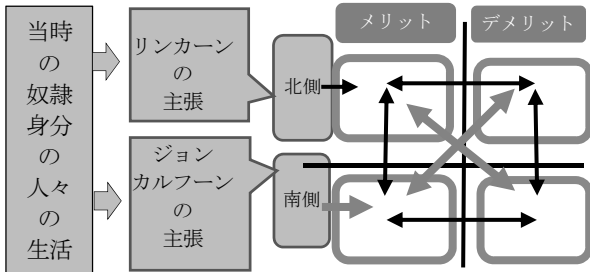 当時
の
奴隷
身分
の
人々
の
生活
リンカーン
の
主張
ジョン
カルフーン
の
主張
北側
南側
メリット
デメリット